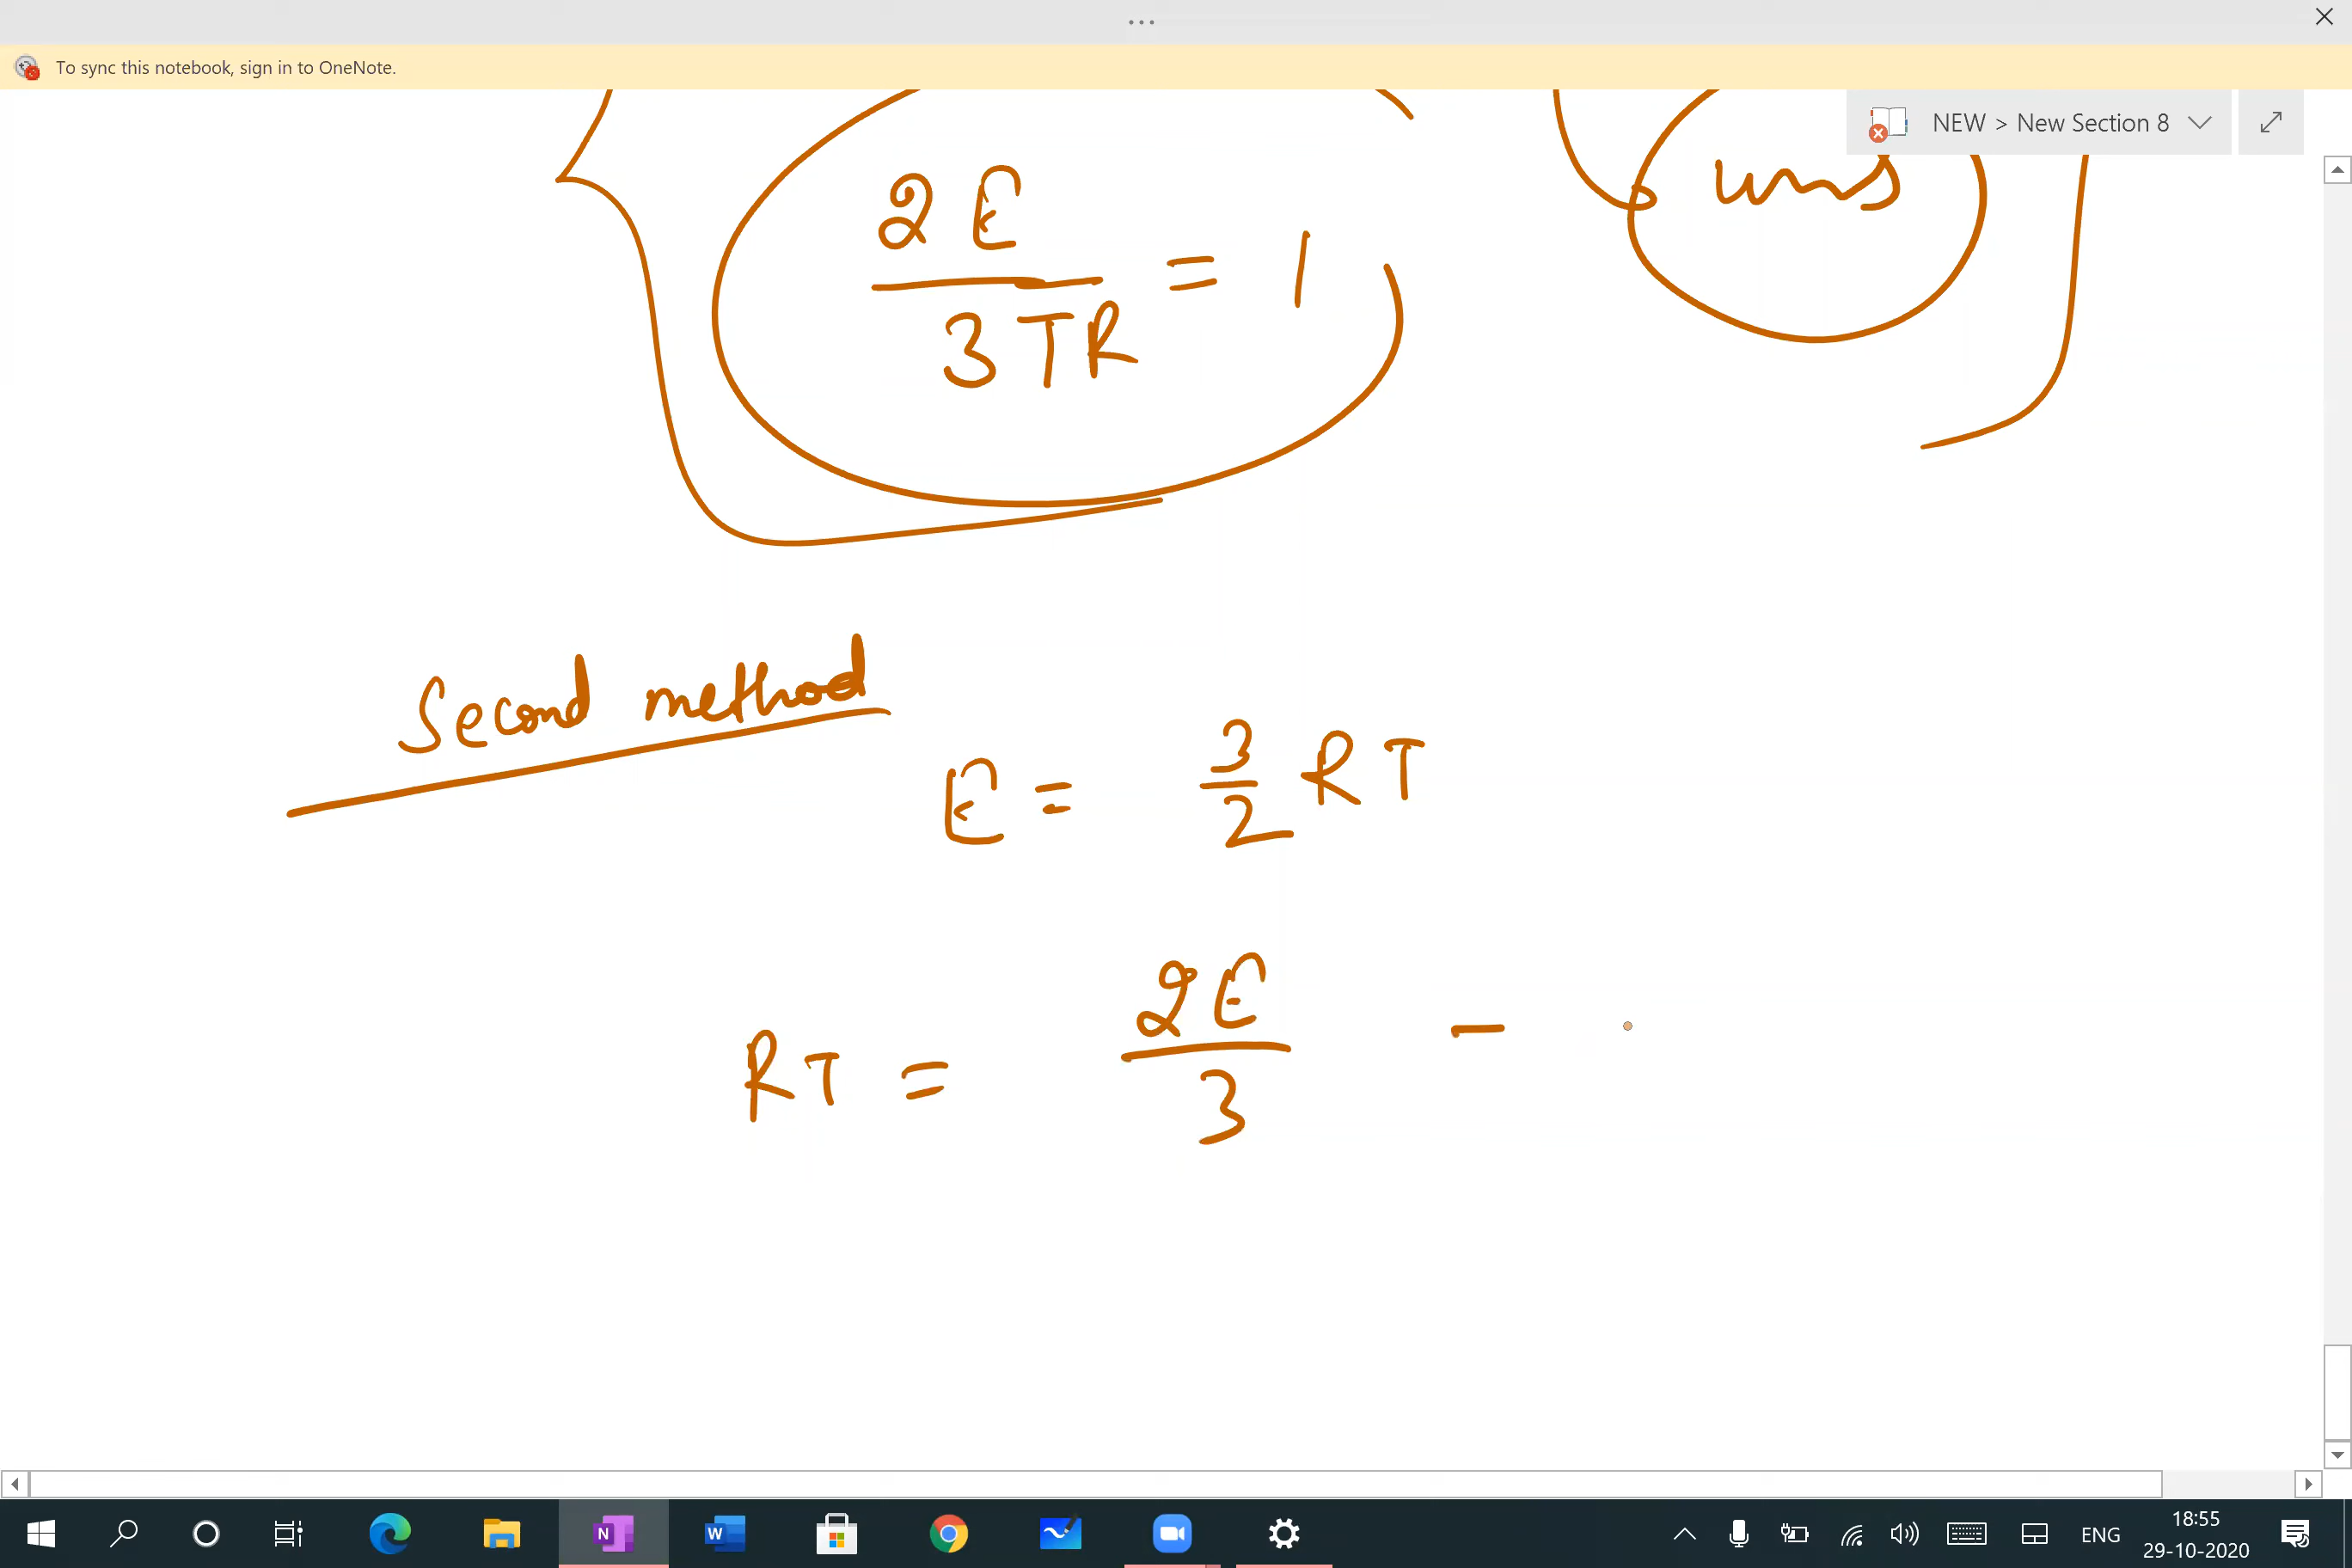 To sync this notebook, sign in to OneNote.
NEW > New Section 8
2E
3TR
= 1
Second method
E = 3/2 RT
RT = 2E/3 -
ENG
18:55
29-10-2020